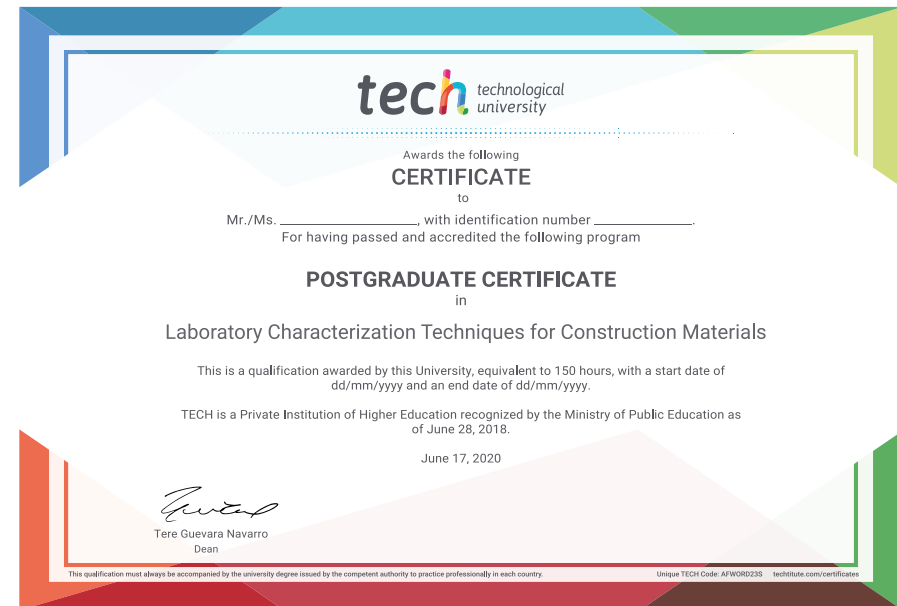 tech technological
university
Awards the following
CERTIFICATE
to
Mr./Ms. ________________, with identification number ___________.
For having passed and accredited the following program
POSTGRADUATE CERTIFICATE
in
Laboratory Characterization Techniques for Construction Materials
This is a qualification awarded by this University, equivalent to 150 hours, with a start date of
dd/mm/yyyy and an end date of dd/mm/yyyy.
TECH is a Private Institution of Higher Education recognized by the Ministry of Public Education as
of June 28, 2018.
June 17, 2020
Tere Guevara Navarro
Dean
This qualification must always be accompanied by the university degree issued by the competent authority to practice professionally in each country. Unique TECH Code: AFWORD23S techtitute.com/certificates